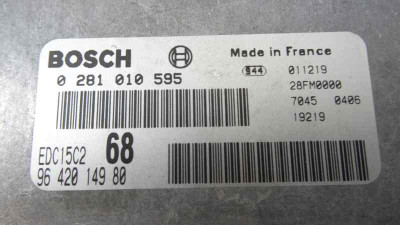 BOSCH
Made in France
0 281 010 595
944
011219
28FM0000
7045 0406
19219
EDC15C2 68
96 420 149 80